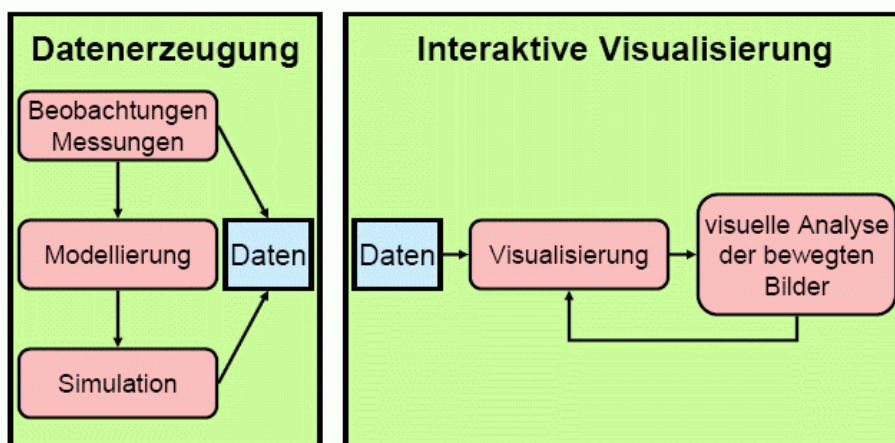 Datenerzeugung
Beobachtungen
Messungen
Modellierung
Daten
Simulation
Interaktive Visualisierung
Daten
Visualisierung
visuelle Analyse
der bewegten
Bilder